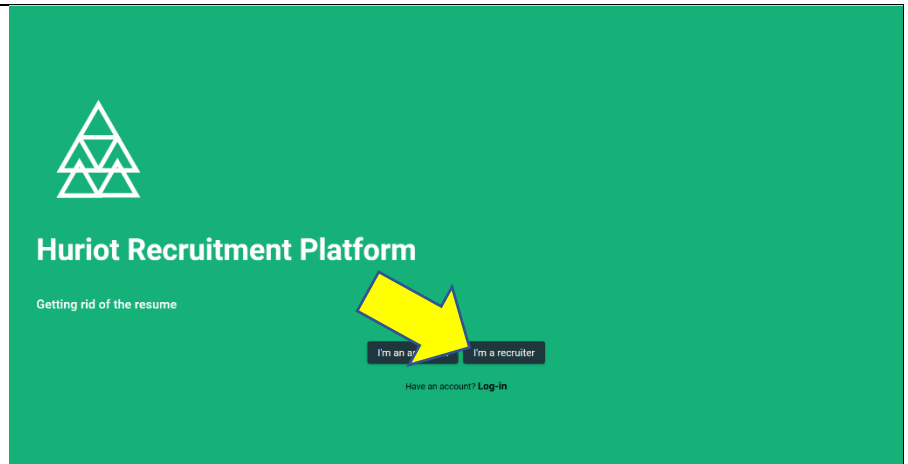 Huriot Recruitment Platform
Getting rid of the resume
I'm an
I'm a recruiter
Have an account? Log-in